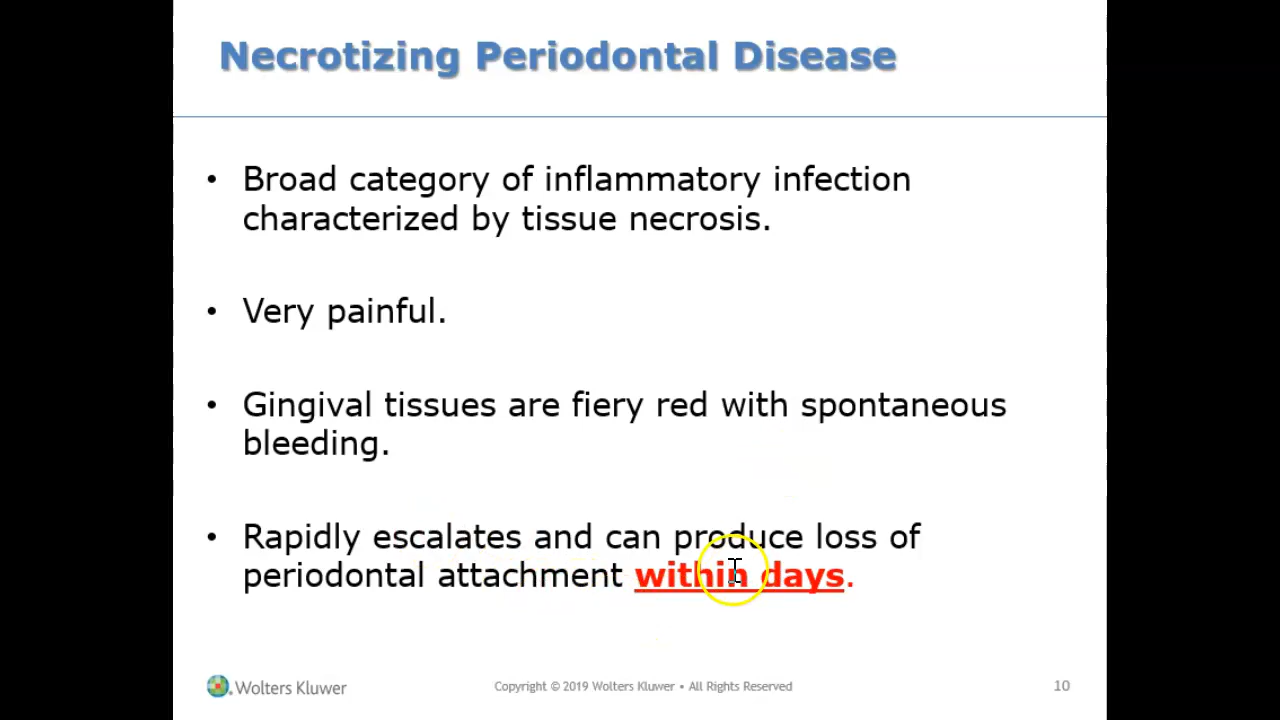 Necrotizing Periodontal Disease
• Broad category of inflammatory infection
characterized by tissue necrosis.
• Very painful.
• Gingival tissues are fiery red with spontaneous
bleeding.
• Rapidly escalates and can produce loss of
periodontal attachment within days.
Wolters Kluwer
Copyright © 2019 Wolters Kluwer • All Rights Reserved
10